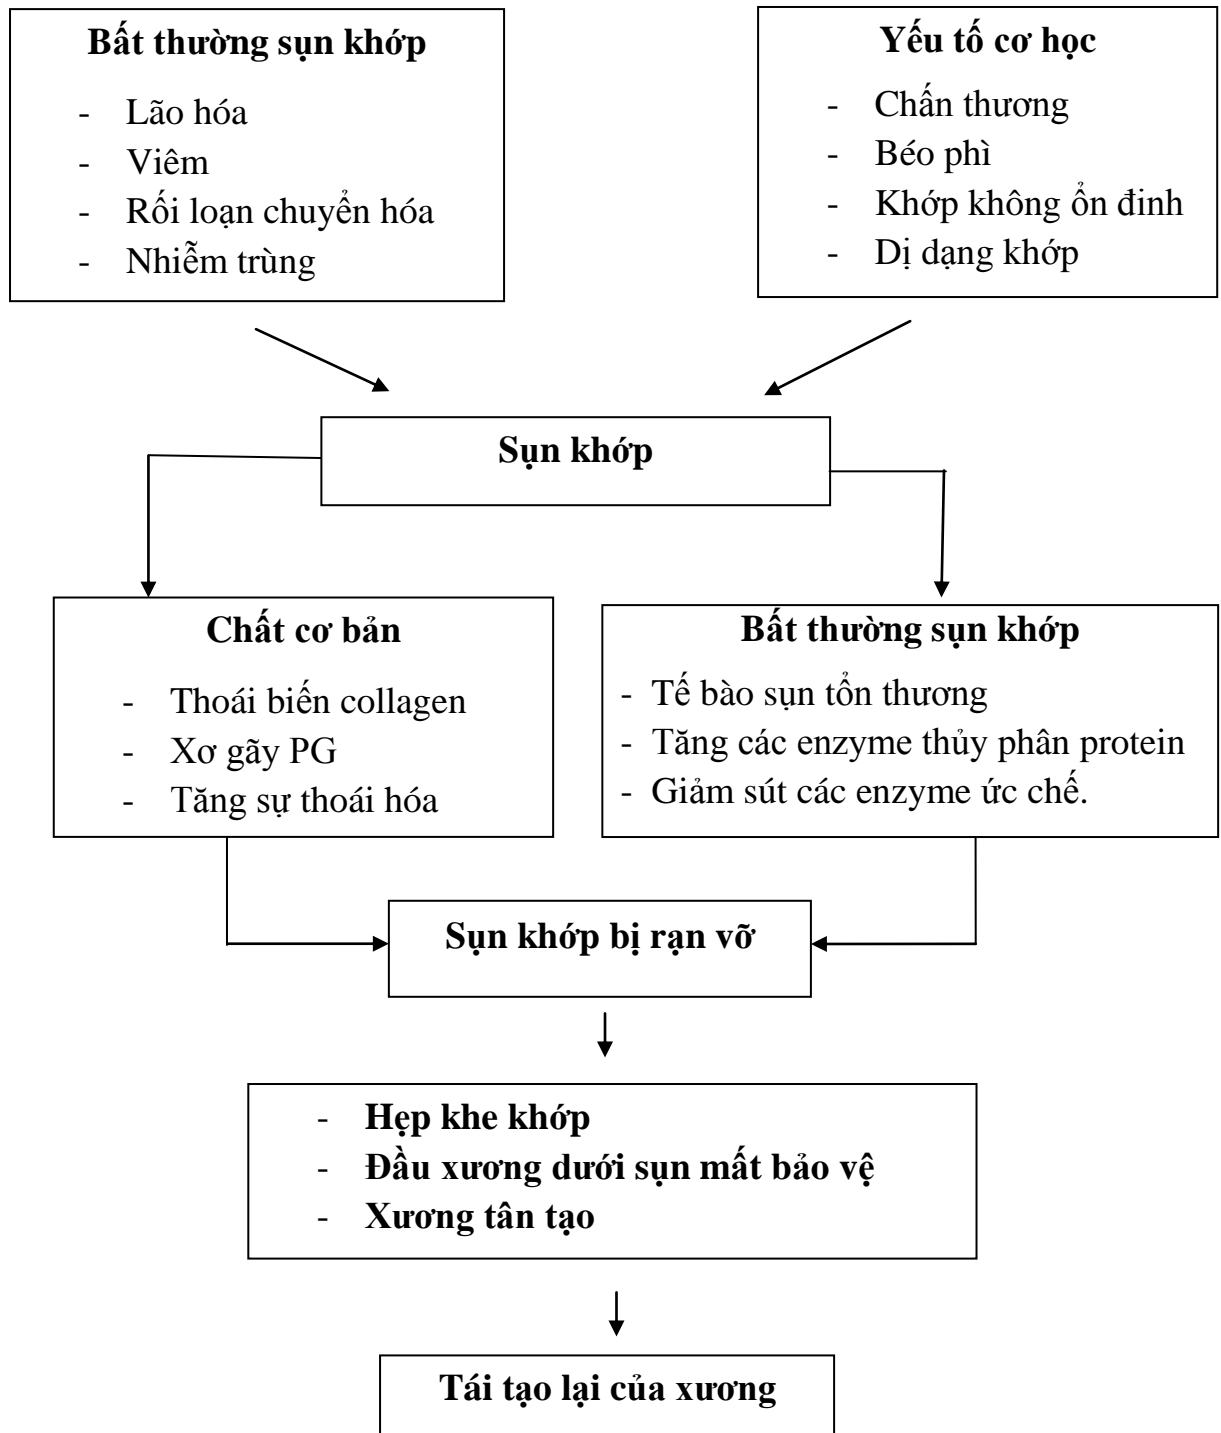 Bất thường sụn khớp
- Lão hóa
- Viêm
- Rối loạn chuyển hóa
- Nhiễm trùng
Yếu tố cơ học
- Chấn thương
- Béo phì
- Khớp không ổn đinh
- Dị dạng khớp
Sụn khớp
Chất cơ bản
- Thoái biến collagen
- Xơ gãy PG
- Tăng sự thoái hóa
Bất thường sụn khớp
- Tế bào sụn tổn thương
- Tăng các enzyme thủy phân protein
- Giảm sút các enzyme ức chế.
Sụn khớp bị rạn vỡ
- Hẹp khe khớp
- Đầu xương dưới sụn mất bảo vệ
- Xương tân tạo
Tái tạo lại của xương